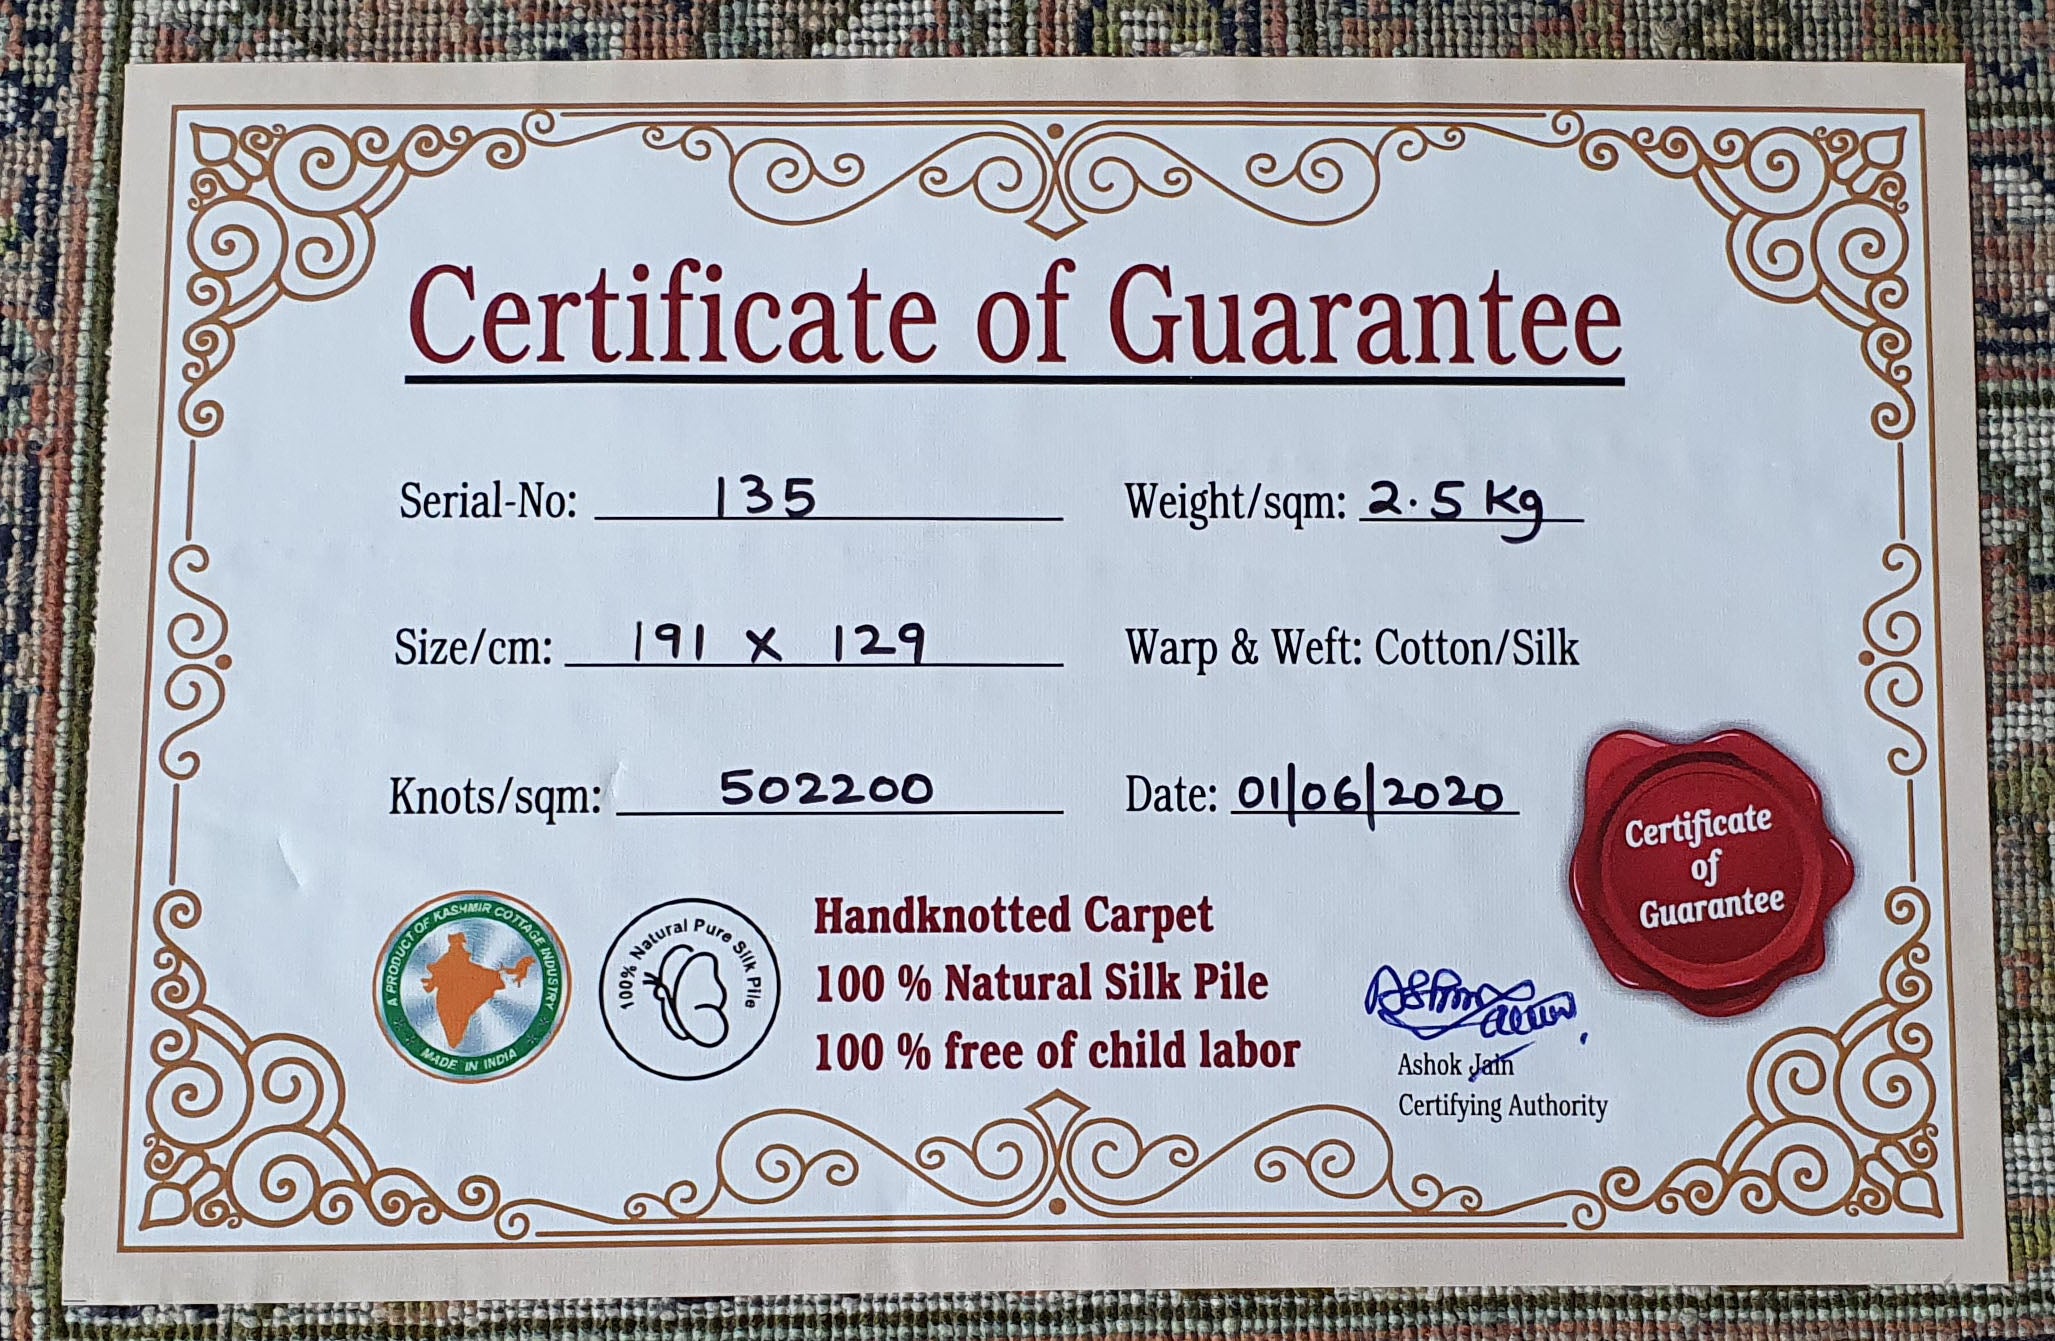 Certificate of Guarantee
Serial-No: 135
Weight/sqm: 2.5 Kg
Size/cm: 191 x 129
Warp & Weft: Cotton/Silk
Knots/sqm: 502200
Date: 01/06/2020
Certificate
of
Guarantee
A PRODUCT OF KASHMIR COTTAGE INDUSTRY
MADE IN INDIA
100% Natural Pure Silk Pile
Handknotted Carpet
100 % Natural Silk Pile
100 % free of child labor
Ashok Jain
Certifying Authority